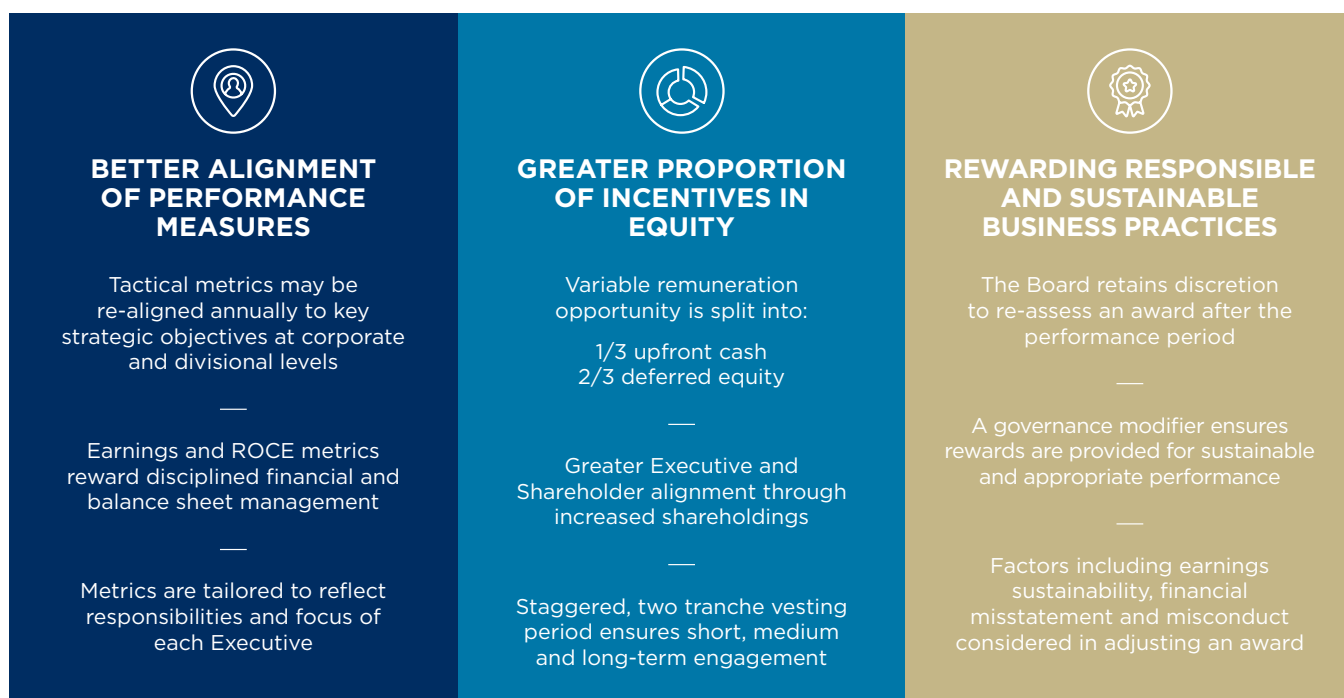 BETTER ALIGNMENT
OF PERFORMANCE
MEASURES
Tactical metrics may be
re-aligned annually to key
strategic objectives at corporate
and divisional levels
—
Earnings and ROCE metrics
reward disciplined financial and
balance sheet management
—
Metrics are tailored to reflect
responsibilities and focus of
each Executive
GREATER PROPORTION
OF INCENTIVES IN
EQUITY
Variable remuneration
opportunity is split into:
1/3 upfront cash
2/3 deferred equity
—
Greater Executive and
Shareholder alignment through
increased shareholdings
—
Staggered, two tranche vesting
period ensures short, medium
and long-term engagement
REWARDING RESPONSIBLE
AND SUSTAINABLE
BUSINESS PRACTICES
The Board retains discretion
to re-assess an award after the
performance period
—
A governance modifier ensures
rewards are provided for sustainable
and appropriate performance
—
Factors including earnings
sustainability, financial
misstatement and misconduct
considered in adjusting an award